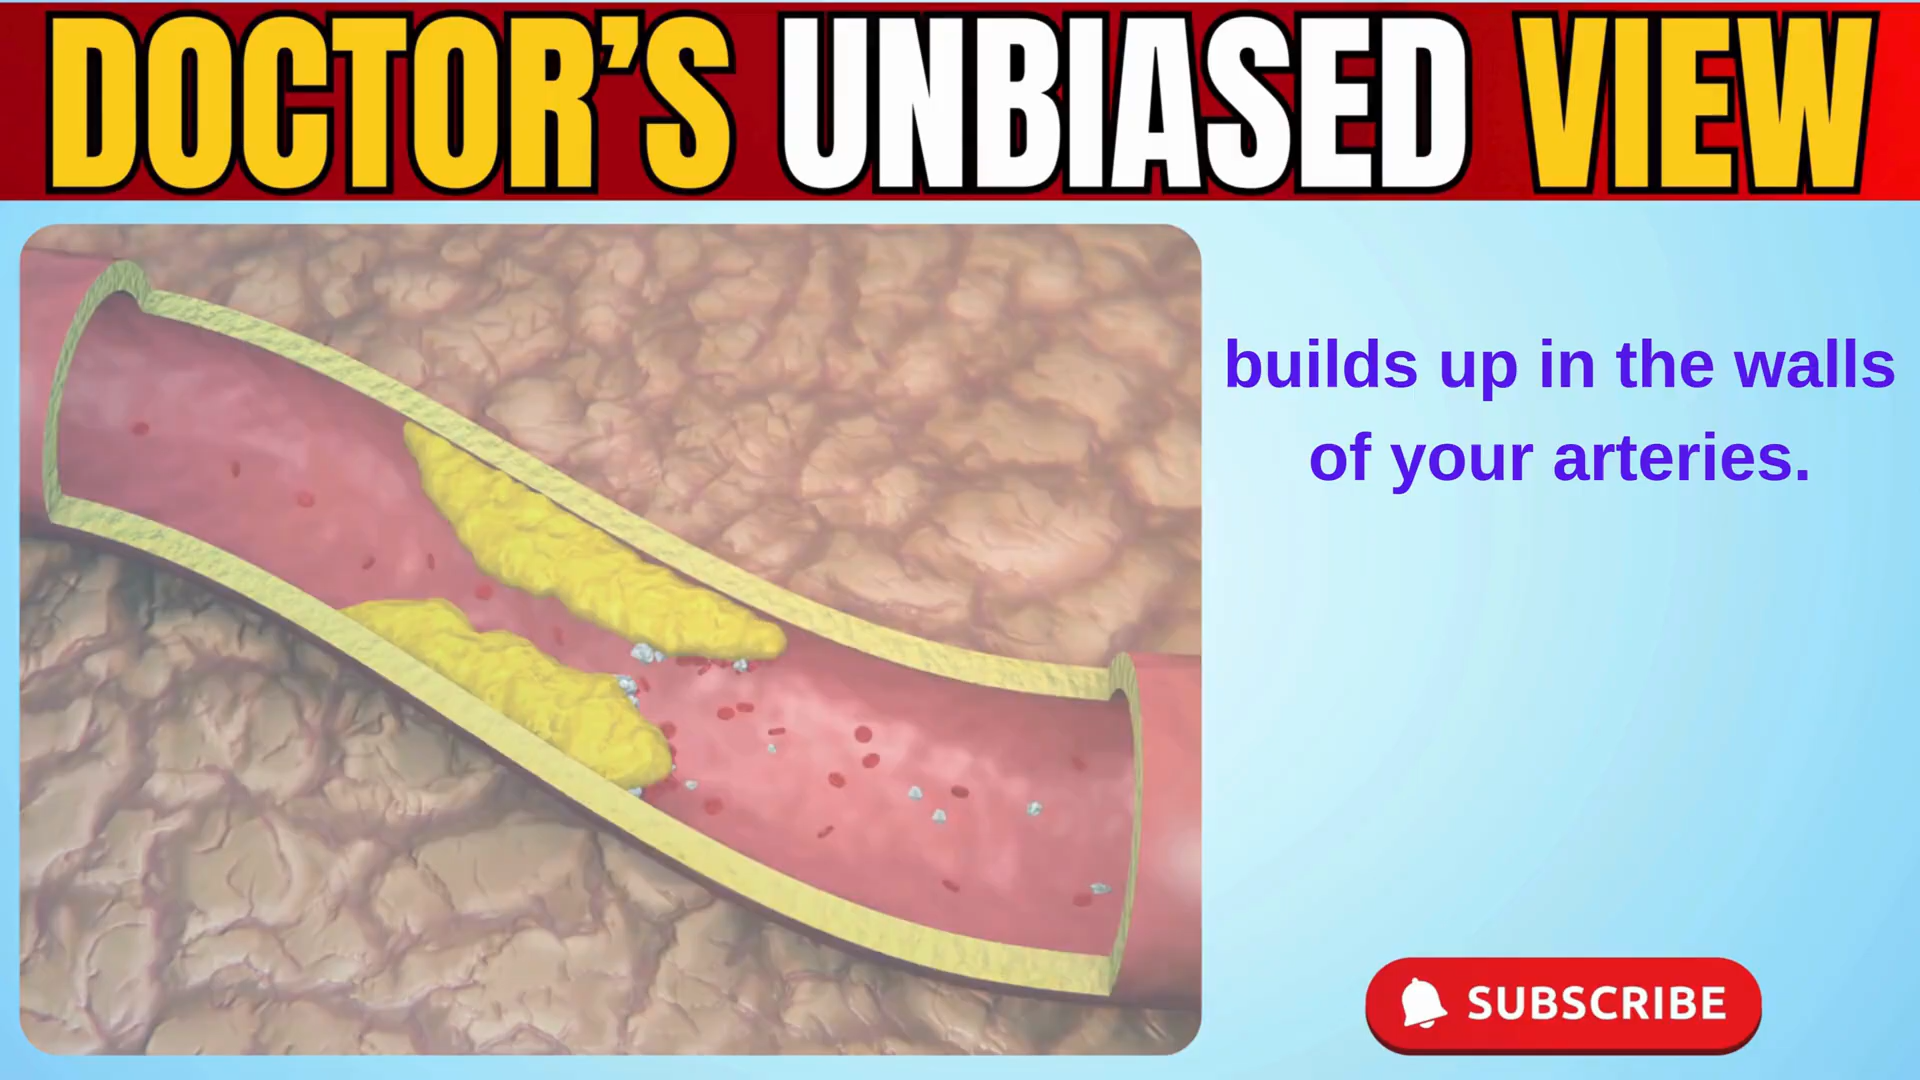 DOCTOR’S UNBIASED VIEW
builds up in the walls
of your arteries.
SUBSCRIBE